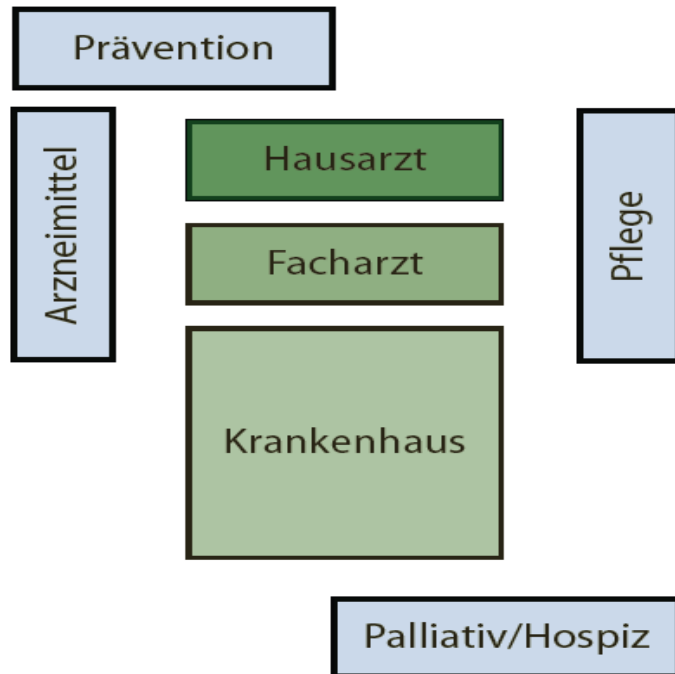 Prävention
Arzneimittel
Hausarzt
Facharzt
Krankenhaus
Pflege
Palliativ/Hospiz